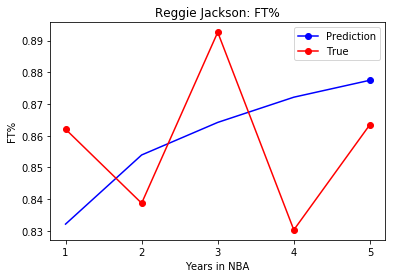 Reggie Jackson: FT%
Prediction
True
FT%
0.89
0.88
0.87
0.86
0.85
0.84
0.83
1 2 3 4 5
Years in NBA